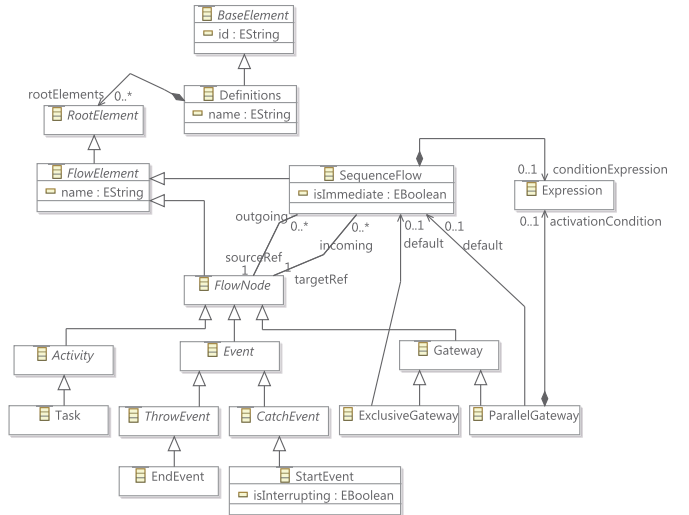 BaseElement
id : EString
rootElements
0..*
Definitions
name : EString
RootElement
FlowElement
name : EString
SequenceFlow
isImmediate : EBoolean
0..1 conditionExpression
Expression
0..1 activationCondition
outgoing
0..*
0..*
incoming
0..1
default
0..1
default
sourceRef
1
1
targetRef
FlowNode
Activity
Event
Gateway
Task
ThrowEvent
CatchEvent
ExclusiveGateway
ParallelGateway
EndEvent
StartEvent
isInterrupting : EBoolean